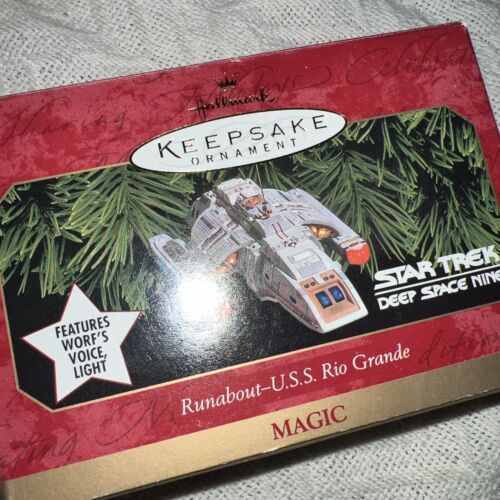 Hallmark
KEEPSAKE
ORNAMENT
STAR TREK
DEEP SPACE NINE
FEATURES
WORF'S
VOICE,
LIGHT
Runabout–U.S.S. Rio Grande
MAGIC